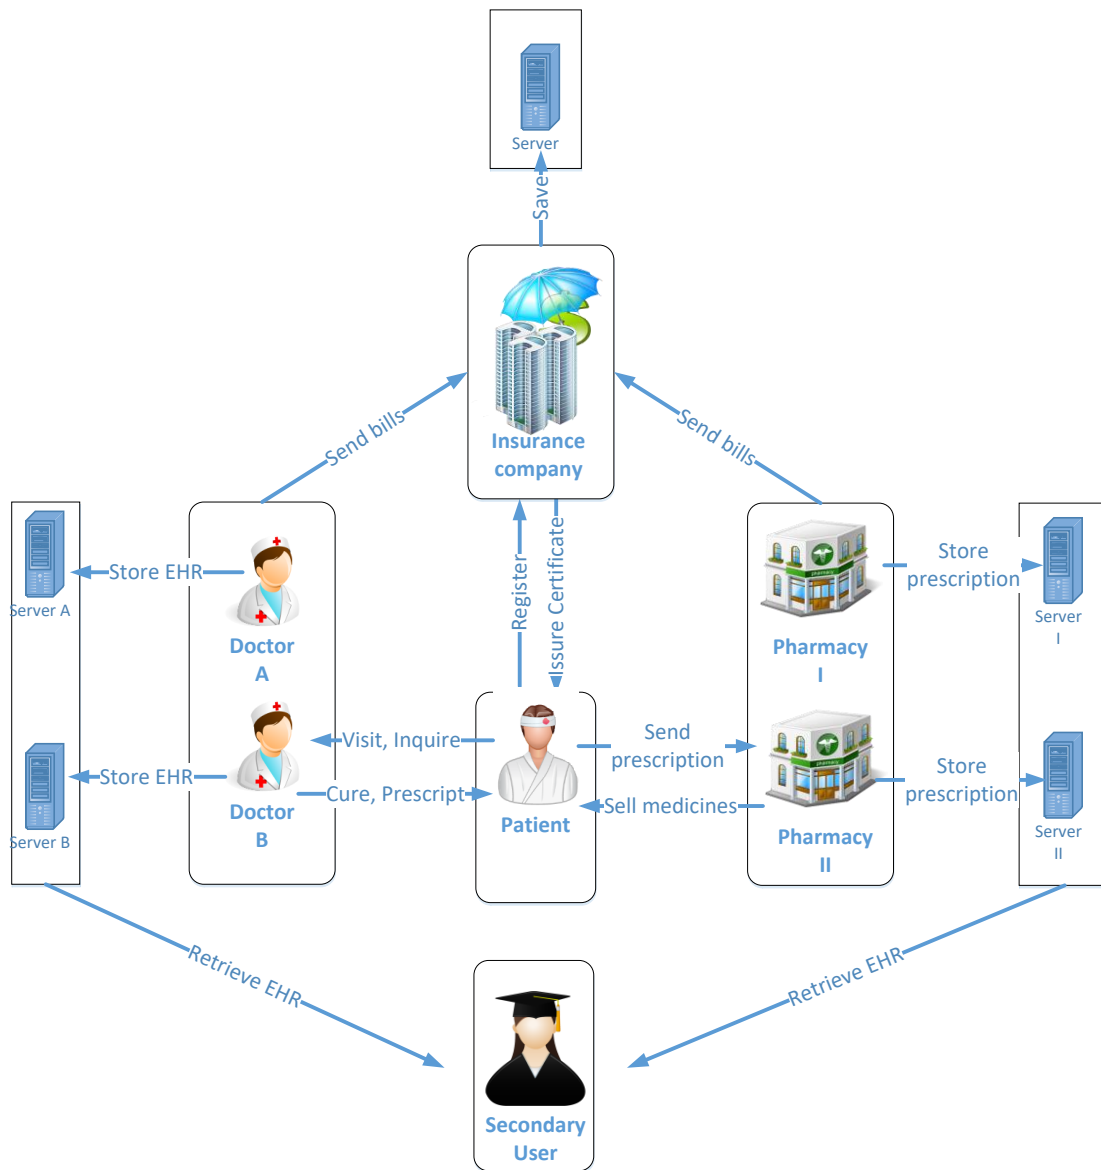 Server
Save
Insurance
company
Send bills
Send bills
Server A
Store EHR
Doctor
A
Register
Issure Certificate
pharmacy
Pharmacy
I
Store
prescription
Server
I
Server B
Store EHR
Doctor
B
Visit, Inquire
Cure, Prescript
Patient
Send
prescription
Sell medicines
pharmacy
Pharmacy
II
Store
prescription
Server
II
Retrieve EHR
Retrieve EHR
Secondary
User